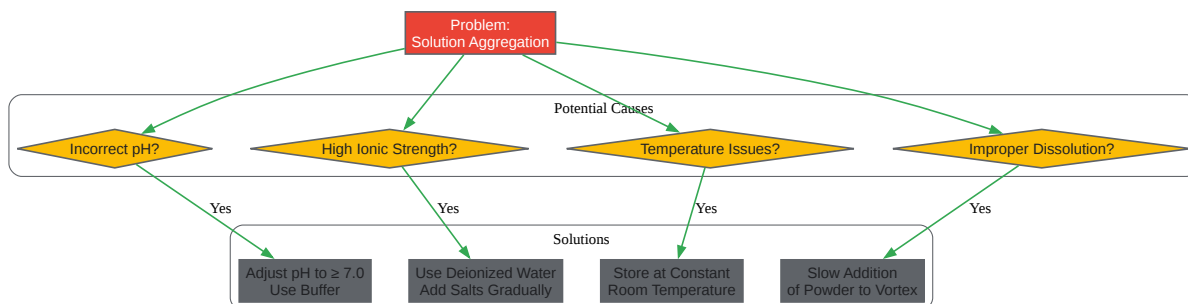 Problem:
Solution Aggregation
Potential Causes
Incorrect pH?
High Ionic Strength?
Temperature Issues?
Improper Dissolution?
Yes
Yes
Yes
Yes
Solutions
Adjust pH to ≥ 7.0
Use Buffer
Use Deionized Water
Add Salts Gradually
Store at Constant
Room Temperature
Slow Addition
of Powder to Vortex